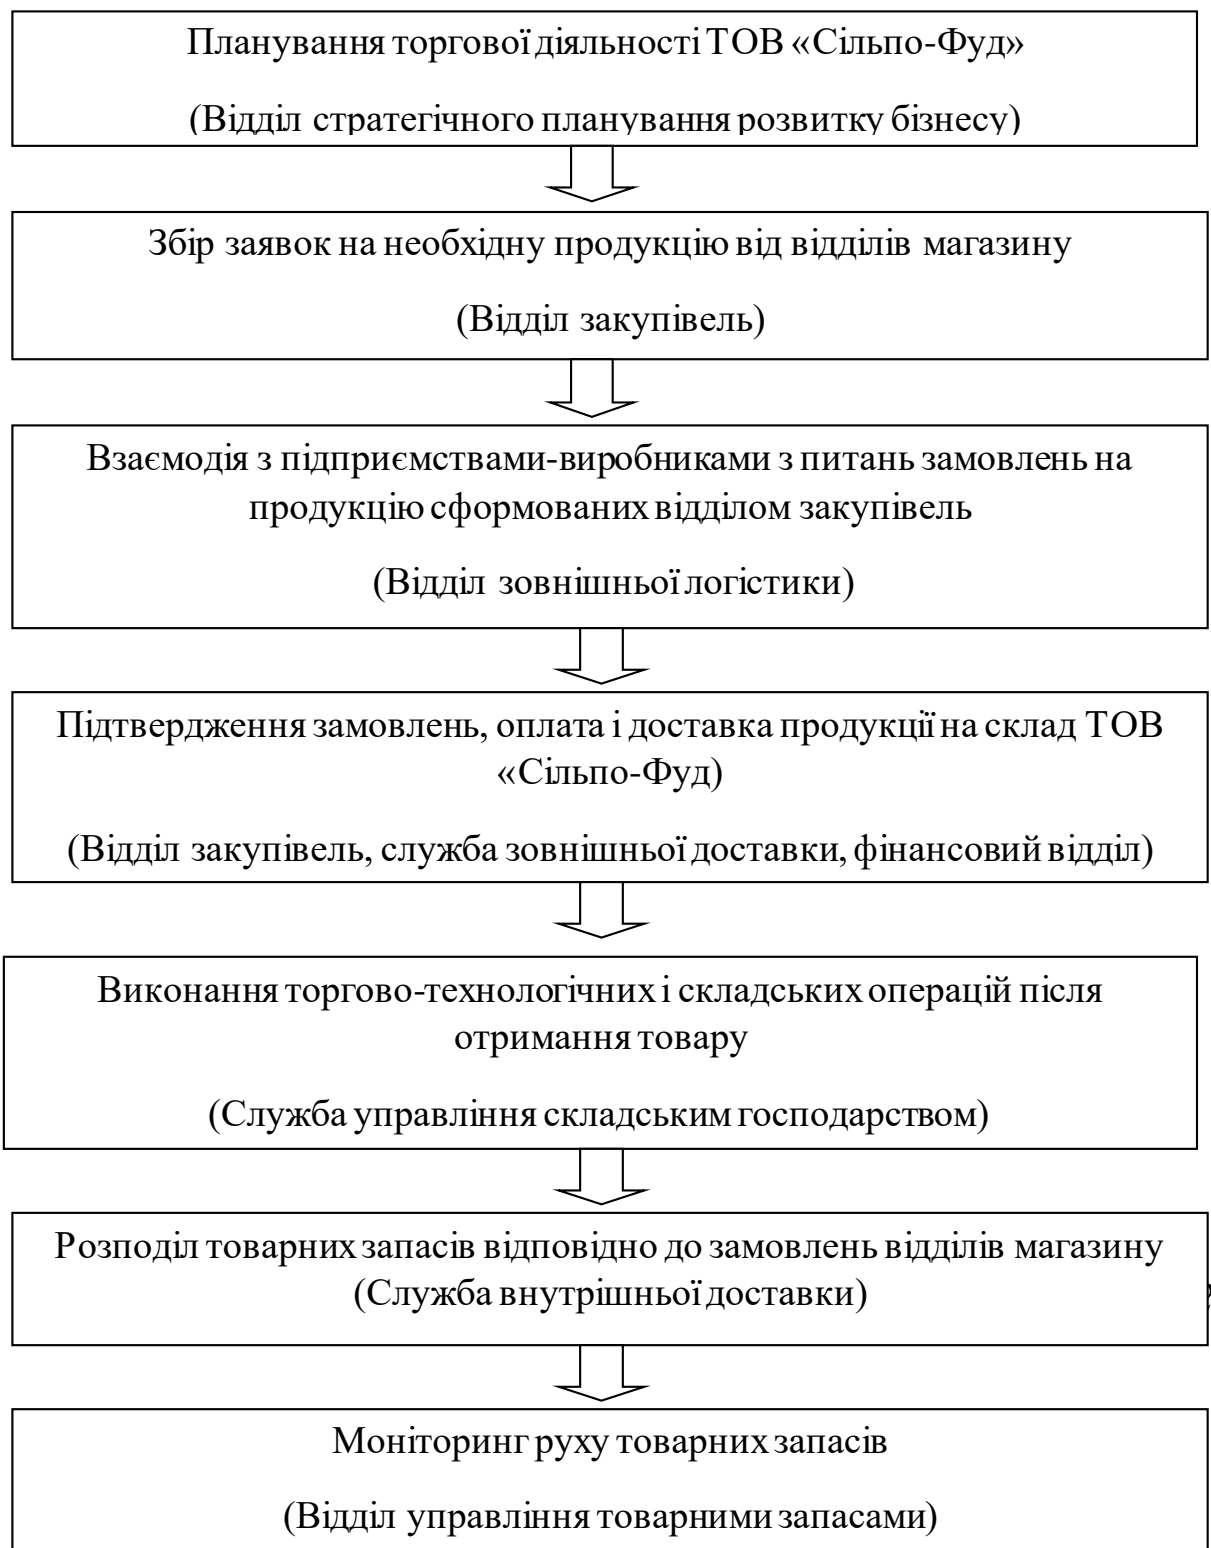 Планування торгової діяльності ТОВ «Сільпо-Фуд»
(Відділ стратегічного планування розвитку бізнесу)
Збір заявок на необхідну продукцію від відділів магазину
(Відділ закупівель)
Взаємодія з підприємствами-виробниками з питань замовлень на
продукцію сформованих відділом закупівель
(Відділ зовнішньої логістики)
Підтвердження замовлень, оплата і доставка продукції на склад ТОВ
«Сільпо-Фуд)
(Відділ закупівель, служба зовнішньої доставки, фінансовий відділ)
Виконання торгово-технологічних і складських операцій після
отримання товару
(Служба управління складським господарством)
Розподіл товарних запасів відповідно до замовлень відділів магазину
(Служба внутрішньої доставки)
Моніторинг руху товарних запасів
(Відділ управління товарними запасами)